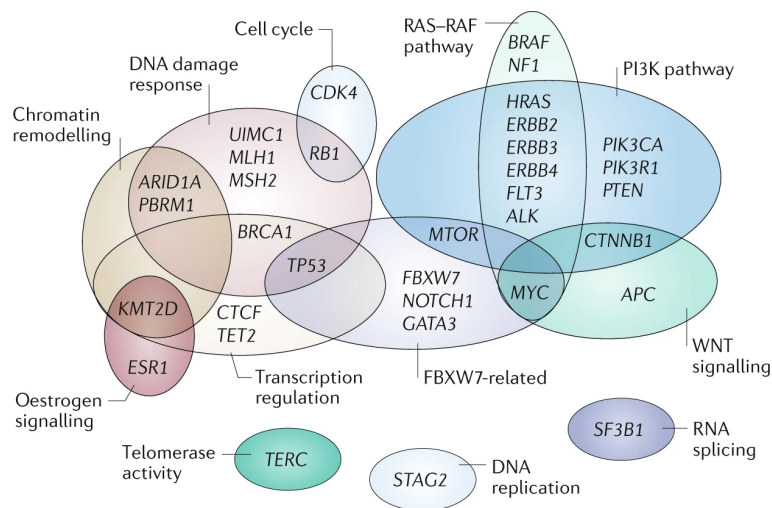 Cell cycle
RAS–RAF
pathway
BRAF
NF1
DNA damage
response
PI3K pathway
CDK4
Chromatin
remodelling
HRAS
ERBB2
ERBB3
ERBB4
FLT3
ALK
UIMC1
MLH1
MSH2
RB1
PIK3CA
PIK3R1
PTEN
ARID1A
PBRM1
BRCA1
MTOR
CTNNB1
TP53
FBXW7
NOTCH1
GATA3
MYC
APC
KMT2D
CTCF
TET2
WNT
signalling
ESR1
Transcription
regulation
FBXW7-related
Oestrogen
signalling
SF3B1
RNA
splicing
Telomerase
activity
TERC
STAG2
DNA
replication